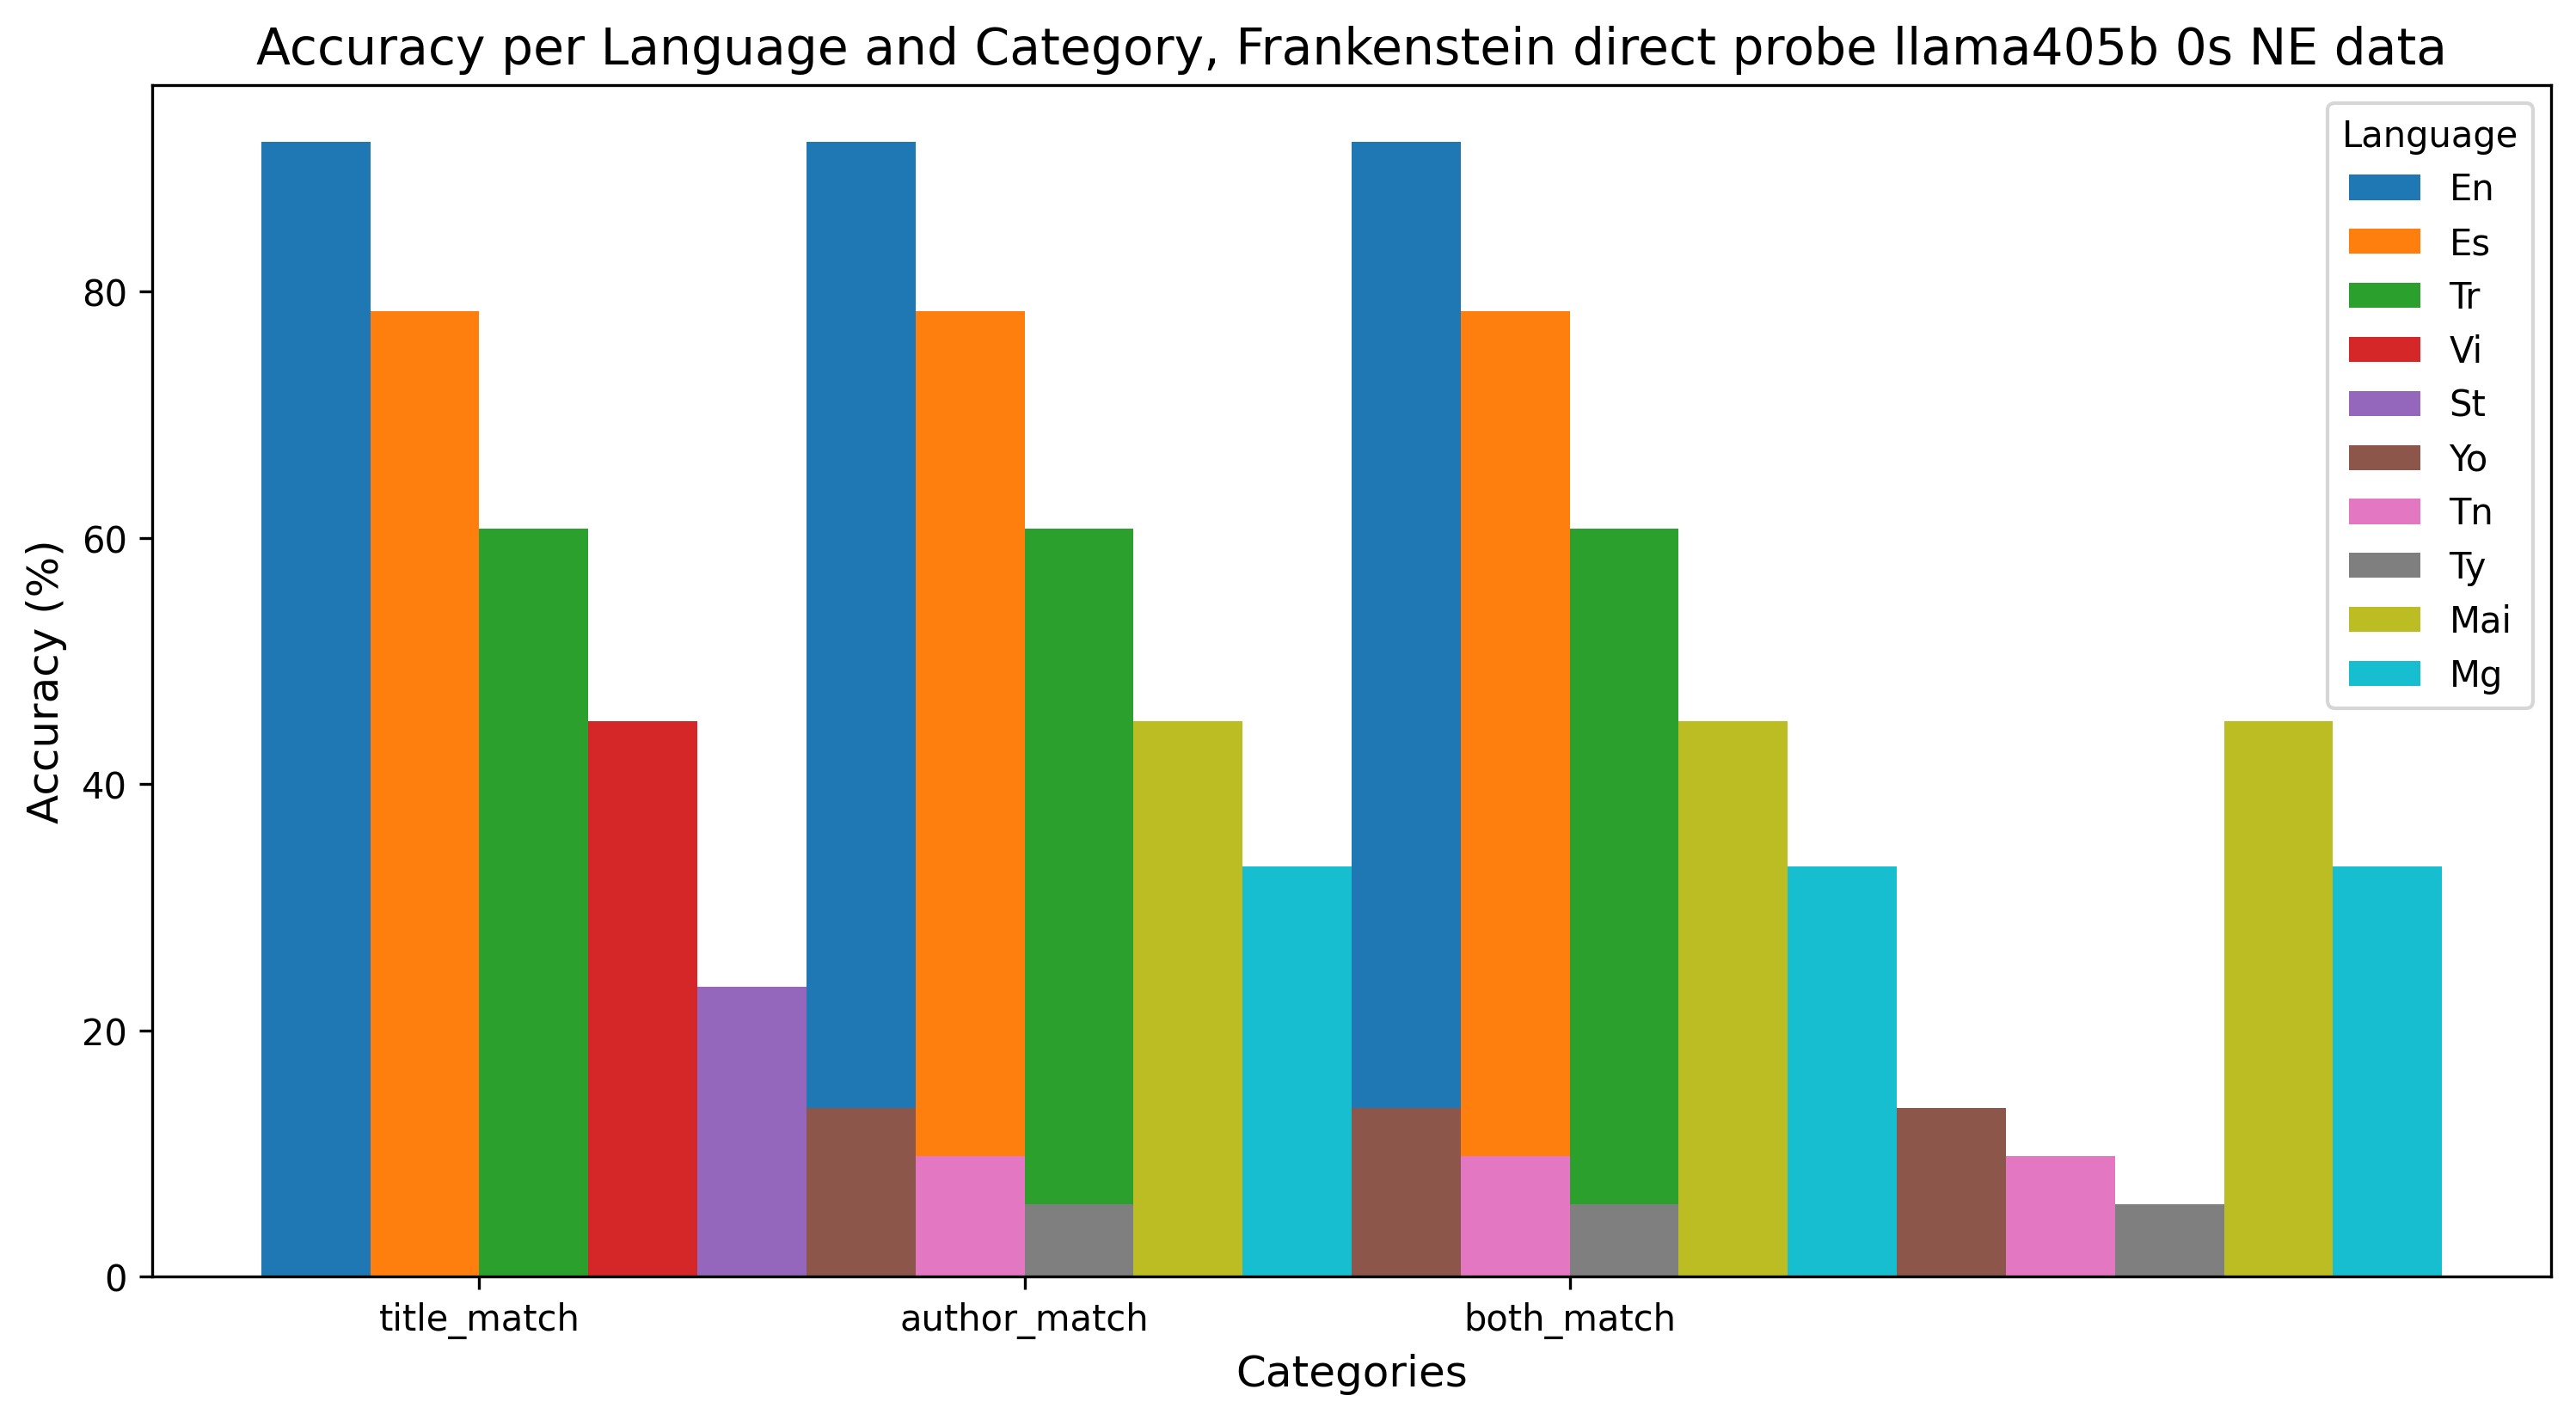 Accuracy per Language and Category, Frankenstein direct probe llama405b 0s NE data
Language
En
Es
Tr
Vi
St
Yo
Tn
Ty
Mai
Mg
Accuracy (%)
80
60
40
20
0
title_match author_match both_match
Categories